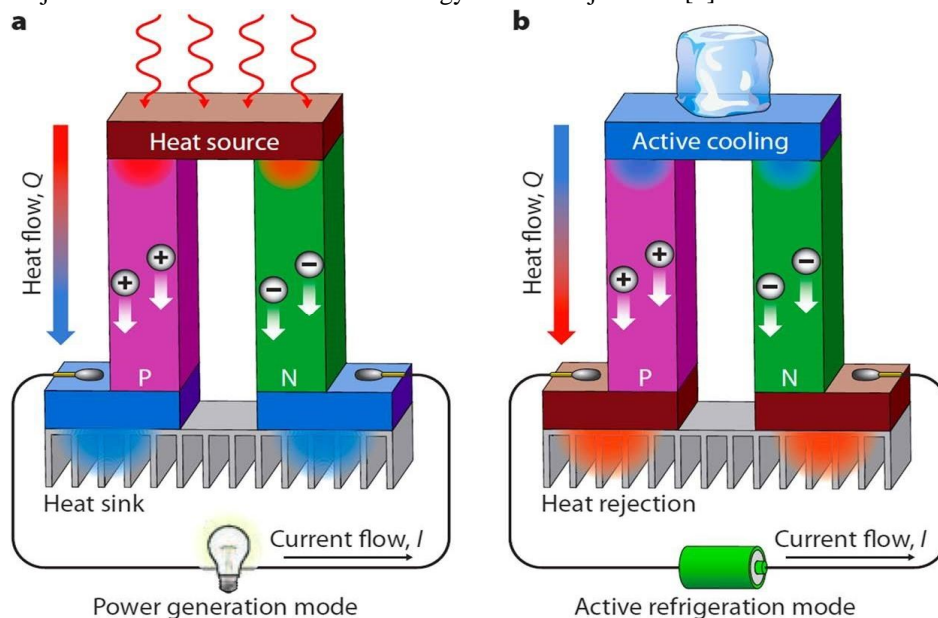 a
Heat source
Heat flow, Q
+
+
−
−
P
N
Heat sink
Current flow, I
Power generation mode
b
Active cooling
Heat flow, Q
+
+
−
−
P
N
Heat rejection
Current flow, I
Active refrigeration mode